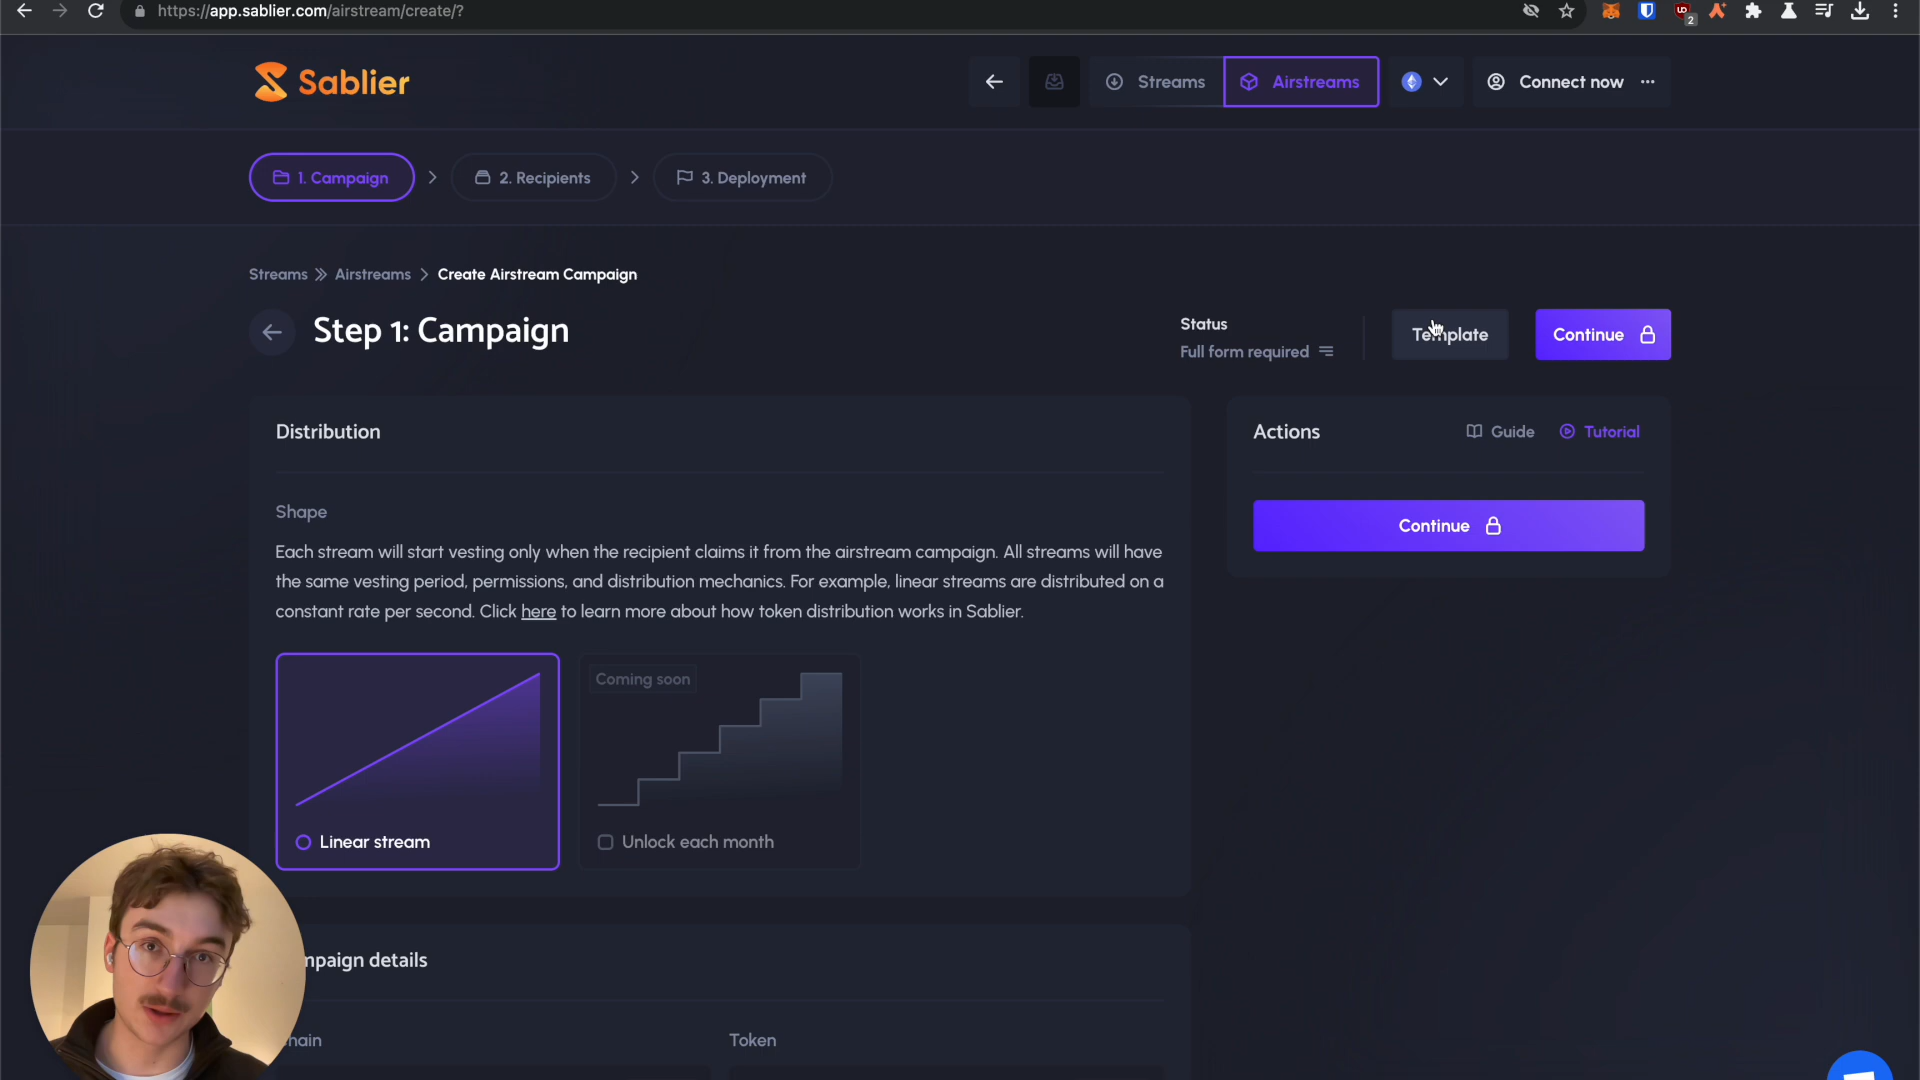 https://app.sablier.com/airstream/create/?
2
Sablier
Streams
Airstreams
Connect now
1. Campaign
2. Recipients
3. Deployment
Streams
Airstreams
Create Airstream Campaign
Step 1: Campaign
Status
Full form required
Template
Continue
Distribution
Actions
Guide
Tutorial
Continue
Shape
Each stream will start vesting only when the recipient claims it from the airstream campaign. All streams will have
the same vesting period, permissions, and distribution mechanics. For example, linear streams are distributed on a
constant rate per second. Click here to learn more about how token distribution works in Sablier.
Coming soon
Linear stream
Unlock each month
mpaign details
hain
Token